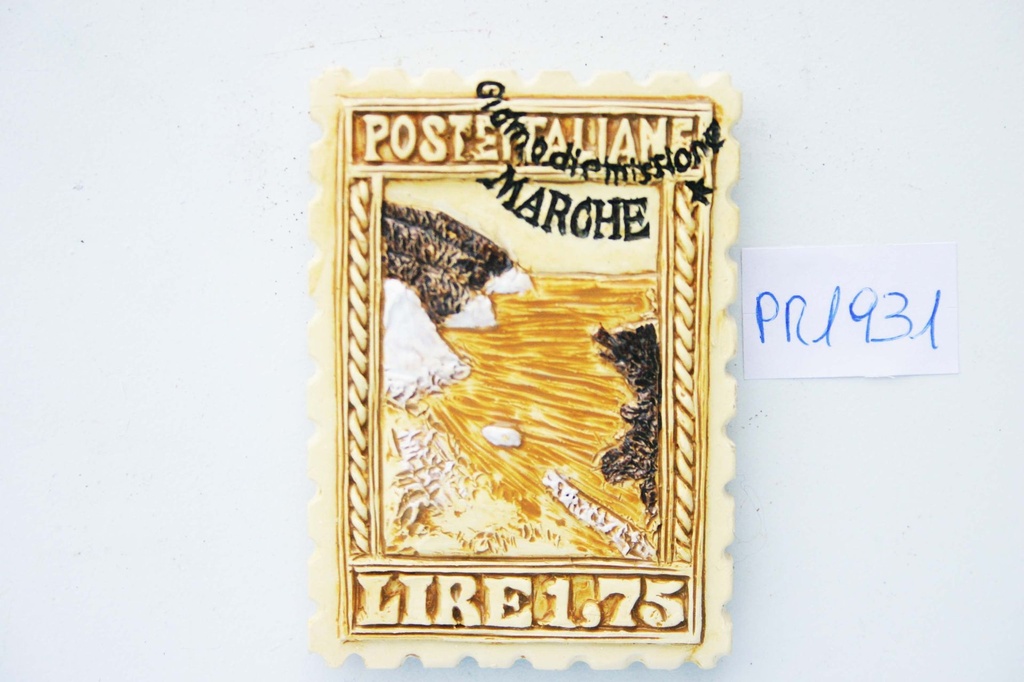 POSTE ITALIANE
Giorno di emissione
MARCHE
LIRE 1.75
PR1931